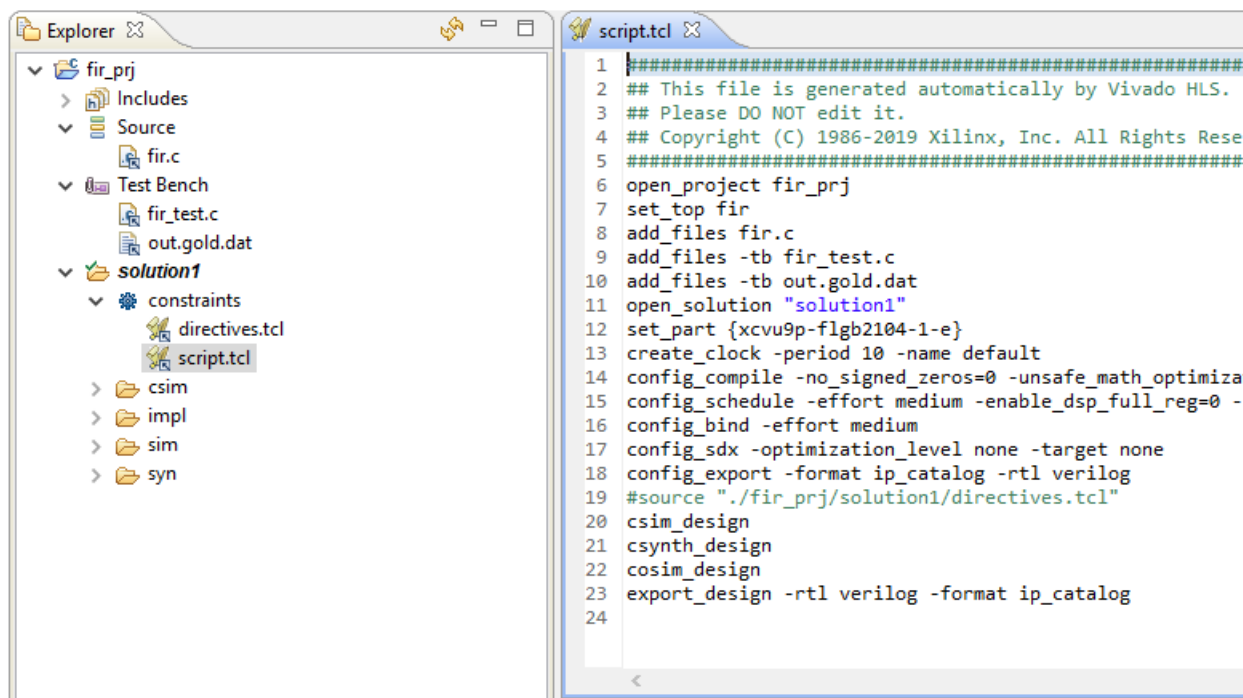 Explorer
fir_prj
Includes
Source
fir.c
Test Bench
fir_test.c
out.gold.dat
solution1
constraints
directives.tcl
script.tcl
csim
impl
sim
syn
script.tcl
1 ##########################################################
2 ## This file is generated automatically by Vivado HLS.
3 ## Please DO NOT edit it.
4 ## Copyright (C) 1986-2019 Xilinx, Inc. All Rights Rese
5 ##########################################################
6 open_project fir_prj
7 set_top fir
8 add_files fir.c
9 add_files -tb fir_test.c
10 add_files -tb out.gold.dat
11 open_solution "solution1"
12 set_part {xcvu9p-flgb2104-1-e}
13 create_clock -period 10 -name default
14 config_compile -no_signed_zeros=0 -unsafe_math_optimiza
15 config_schedule -effort medium -enable_dsp_full_reg=0 -
16 config_bind -effort medium
17 config_sdx -optimization_level none -target none
18 config_export -format ip_catalog -rtl verilog
19 #source "./fir_prj/solution1/directives.tcl"
20 csim_design
21 csynth_design
22 cosim_design
23 export_design -rtl verilog -format ip_catalog
24